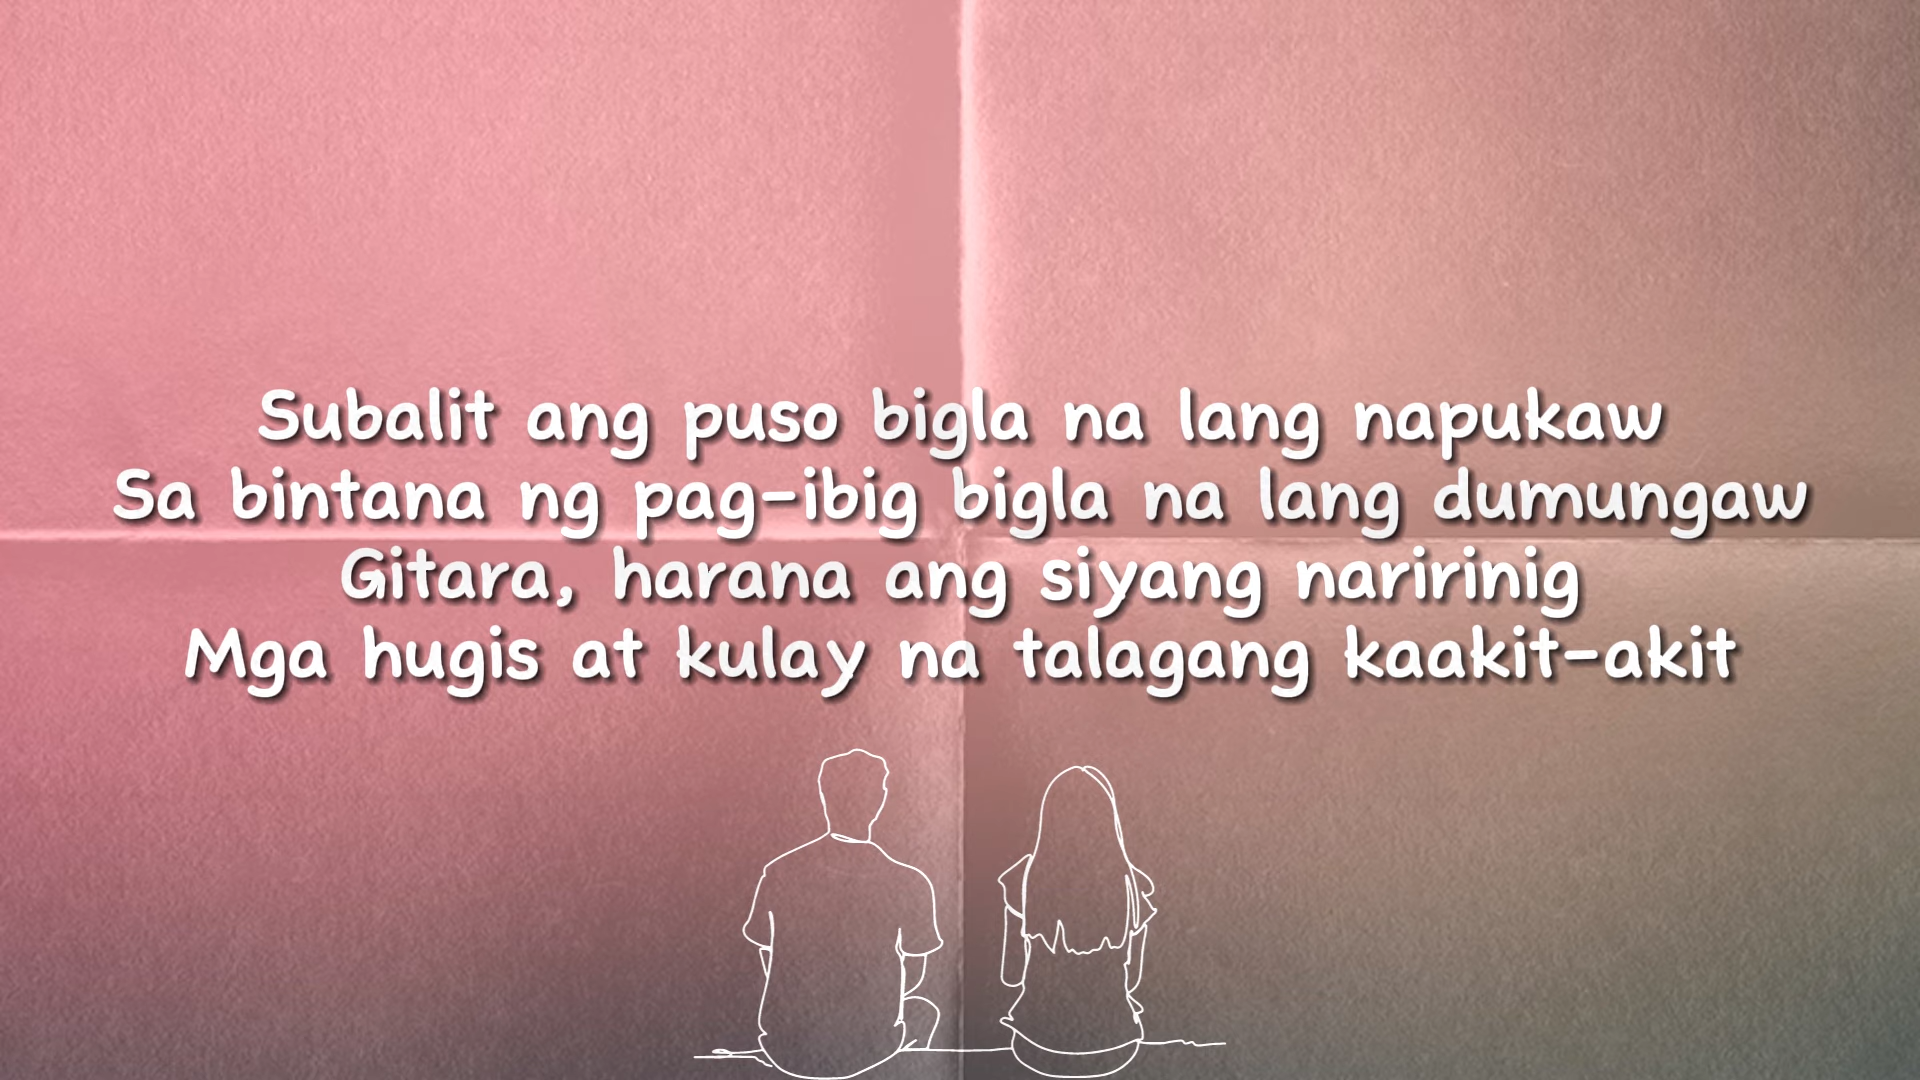 Subalit ang puso bigla na lang napukaw
Sa bintana ng pag-ibig bigla na lang dumungaw
Gitara, harana ang siyang naririnig
Mga hugis at kulay na talagang kaakit-akit